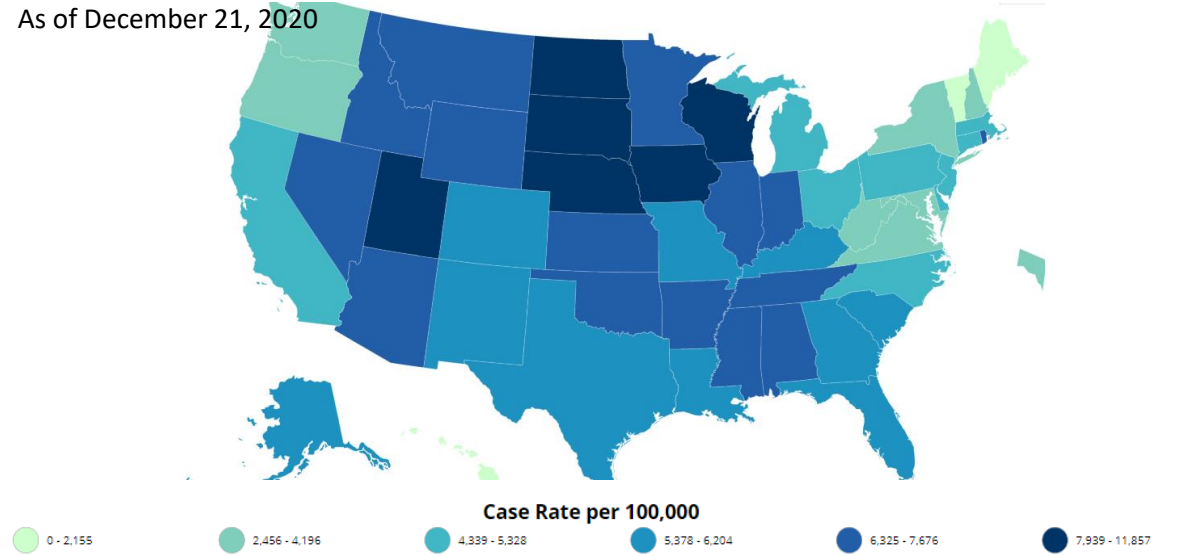 As of December 21, 2020
Case Rate per 100,000
0 - 2,155
2,456 - 4,196
4,339 - 5,328
5,378 - 6,204
6,325 - 7,676
7,939 - 11,857